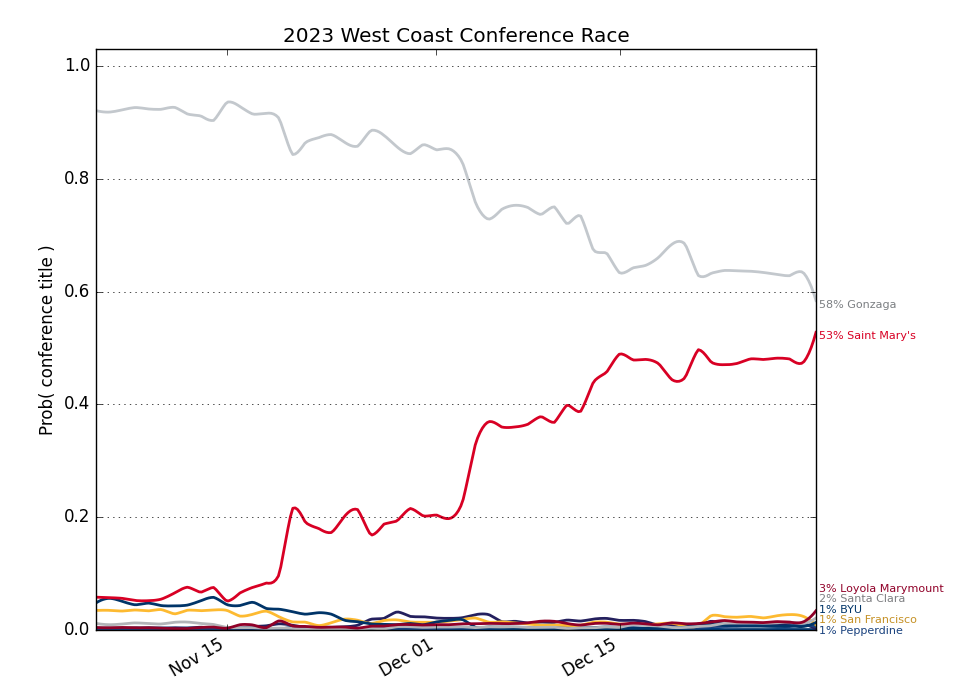 2023 West Coast Conference Race
Prob( conference title )
1.0
0.8
0.6
0.4
0.2
0.0
Nov 15
Dec 01
Dec 15
58% Gonzaga
53% Saint Mary's
3% Loyola Marymount
2% Santa Clara
1% BYU
1% San Francisco
1% Pepperdine